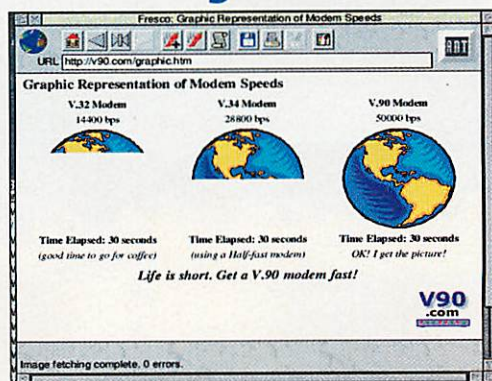 Fresco: Graphic Representation of Modem Speeds
ANT
URL http://v90.com/graphic.htm
Graphic Representation of Modem Speeds
V.32 Modem
14400 bps
V.34 Modem
28800 bps
V.90 Modem
50000 bps
Time Elapsed: 30 seconds
(good time to go for coffee)
Time Elapsed: 30 seconds
(using a Half-fast modem)
Time Elapsed: 30 seconds
OK! I get the picture!
Life is short. Get a V.90 modem fast!
V90
.com
Image fetching complete. 0 errors.